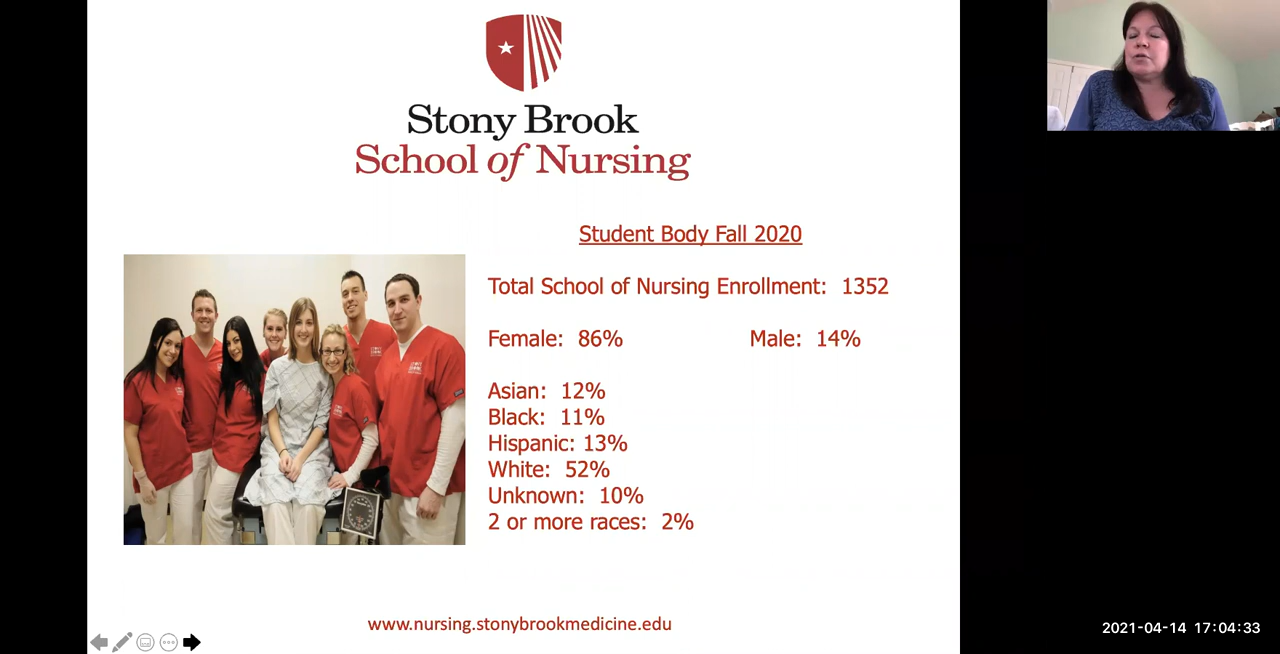 Stony Brook
School of Nursing
Student Body Fall 2020
Total School of Nursing Enrollment: 1352
Female: 86% Male: 14%
Asian: 12%
Black: 11%
Hispanic: 13%
White: 52%
Unknown: 10%
2 or more races: 2%
www.nursing.stonybrookmedicine.edu
2021-04-14 17:04:33